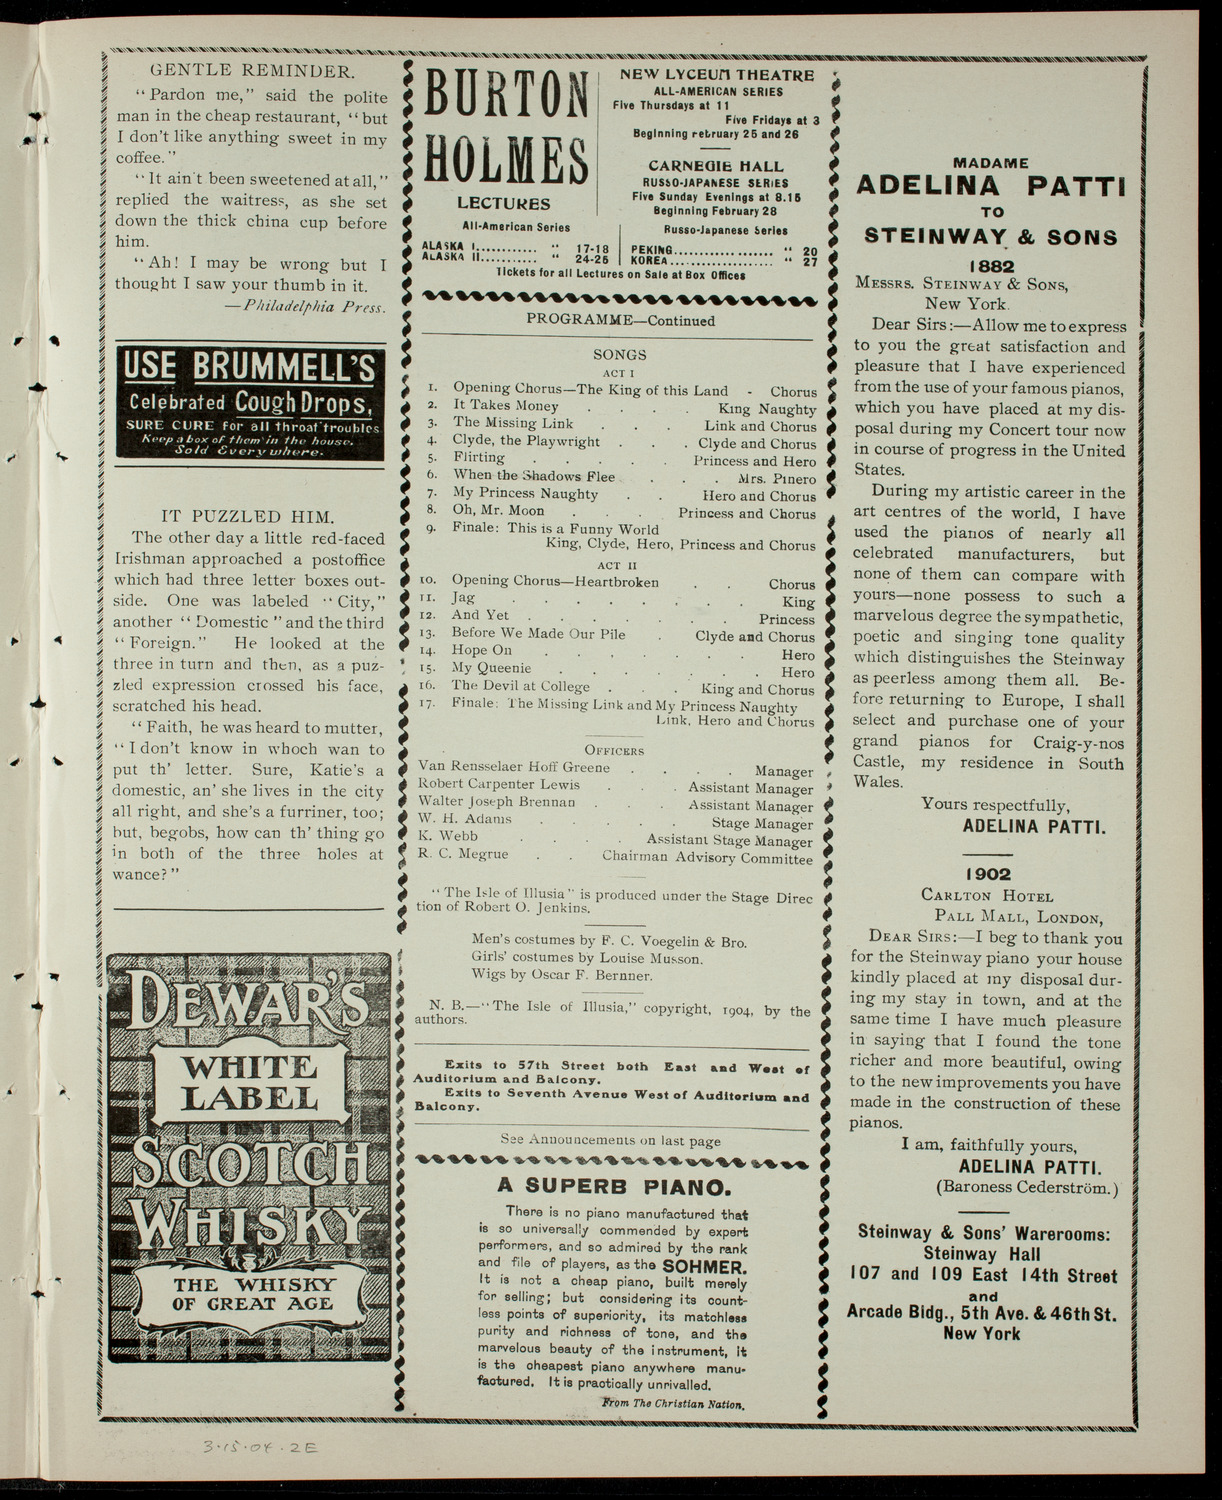 GENTLE REMINDER.
“Pardon me,” said the polite
man in the cheap restaurant, “but
I don't like anything sweet in my
coffee.”
“It ain't been sweetened at all,”
replied the waitress, as she set
down the thick china cup before
him.
“Ah! I may be wrong but I
thought I saw your thumb in it.
—Philadelphia Press.
USE BRUMMELL'S
Celebrated Cough Drops,
SURE CURE for all throat troubles
Keep a box of them in the house.
Sold Everywhere.
IT PUZZLED HIM.
The other day a little red-faced
Irishman approached a postoffice
which had three letter boxes out-
side. One was labeled “City,”
another “Domestic” and the third
“Foreign.” He looked at the
three in turn and then, as a puz-
zled expression crossed his face,
scratched his head.
“Faith, he was heard to mutter,
“I don't know in whoch wan to
put th' letter. Sure, Katie's a
domestic, an' she lives in the city
all right, and she's a furriner, too;
but, begobs, how can th' thing go
in both of the three holes at
wance?”
DEWAR'S
WHITE
LABEL
SCOTCH
WHISKY
THE WHISKY
OF GREAT AGE
BURTON
HOLMES
LECTURES
NEW LYCEUM THEATRE
ALL-AMERICAN SERIES
Five Thursdays at 11
Five Fridays at 3
Beginning February 25 and 26
CARNEGIE HALL
RUSSO-JAPANESE SERIES
Five Sunday Evenings at 8.15
Beginning February 28
All-American Series
ALASKA I............ “ 17-18
ALASKA II........... “ 24-25
Russo-Japanese Series
PEKING.................. “ 20
KOREA................... “ 27
Tickets for all Lectures on Sale at Box Offices
PROGRAMME—Continued
SONGS
ACT I
1. Opening Chorus—The King of this Land - Chorus
2. It Takes Money . . . . King Naughty
3. The Missing Link . . . Link and Chorus
4. Clyde, the Playwright . . . Clyde and Chorus
5. Flirting . . . . . Princess and Hero
6. When the Shadows Flee . . . Mrs. Pinero
7. My Princess Naughty . . Hero and Chorus
8. Oh, Mr. Moon . . . Princess and Chorus
9. Finale: This is a Funny World
King, Clyde, Hero, Princess and Chorus
ACT II
10. Opening Chorus—Heartbroken . . Chorus
11. Jag . . . . . . . King
12. And Yet . . . . . . Princess
13. Before We Made Our Pile . Clyde and Chorus
14. Hope On . . . . . . Hero
15. My Queenie . . . . . Hero
16. The Devil at College . . . King and Chorus
17. Finale: The Missing Link and My Princess Naughty
Link, Hero and Chorus
OFFICERS
Van Rensselaer Hoff Greene . . . . Manager
Robert Carpenter Lewis . . . Assistant Manager
Walter Joseph Brennan . . . Assistant Manager
W. H. Adams . . . . . Stage Manager
K. Webb . . . . Assistant Stage Manager
R. C. Megrue . . Chairman Advisory Committee
“The Isle of Illusia” is produced under the Stage Direc
tion of Robert O. Jenkins.
Men's costumes by F. C. Voegelin & Bro.
Girls' costumes by Louise Musson.
Wigs by Oscar F. Bernner.
N. B.—“The Isle of Illusia,” copyright, 1904, by the
authors.
Exits to 57th Street both East and West of
Auditorium and Balcony.
Exits to Seventh Avenue West of Auditorium and
Balcony.
See Announcements on last page
A SUPERB PIANO.
There is no piano manufactured that
is so universally commended by expert
performers, and so admired by the rank
and file of players, as the SOHMER.
It is not a cheap piano, built merely
for selling; but considering its count-
less points of superiority, its matchless
purity and richness of tone, and the
marvelous beauty of the instrument, it
is the cheapest piano anywhere manu-
factured. It is practically unrivalled.
From The Christian Nation.
MADAME
ADELINA PATTI
TO
STEINWAY & SONS
1882
MESSRS. STEINWAY & SONS,
New York.
Dear Sirs:—Allow me to express
to you the great satisfaction and
pleasure that I have experienced
from the use of your famous pianos,
which you have placed at my dis-
posal during my Concert tour now
in course of progress in the United
States.
During my artistic career in the
art centres of the world, I have
used the pianos of nearly all
celebrated manufacturers, but
none of them can compare with
yours—none possess to such a
marvelous degree the sympathetic,
poetic and singing tone quality
which distinguishes the Steinway
as peerless among them all. Be-
fore returning to Europe, I shall
select and purchase one of your
grand pianos for Craig-y-nos
Castle, my residence in South
Wales.
Yours respectfully,
ADELINA PATTI.
1902
CARLTON HOTEL
PALL MALL, LONDON,
DEAR SIRS:—I beg to thank you
for the Steinway piano your house
kindly placed at my disposal dur-
ing my stay in town, and at the
same time I have much pleasure
in saying that I found the tone
richer and more beautiful, owing
to the new improvements you have
made in the construction of these
pianos.
I am, faithfully yours,
ADELINA PATTI.
(Baroness Cederström.)
Steinway & Sons' Warerooms:
Steinway Hall
107 and 109 East 14th Street
and
Arcade Bldg., 5th Ave. & 46th St.
New York
3·15·04·2E